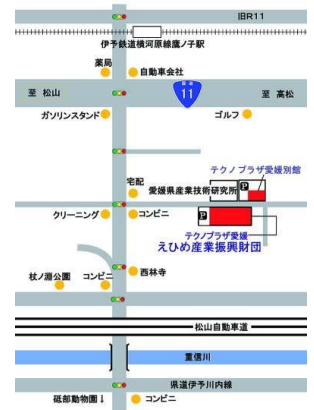 旧R11
伊予鉄道横河原線鷹ノ子駅
薬局
自動車会社
至 松山
国道
11
至 高松
ガソリンスタンド
ゴルフ
テクノプラザ愛媛別館
宅配
愛媛県産業技術研究所
P
P
クリーニング
コンビニ
テクノプラザ愛媛
えひめ産業振興財団
杖ノ淵公園
コンビニ
西林寺
松山自動車道
重信川
県道伊予川内線
砥部動物園↓
コンビニ